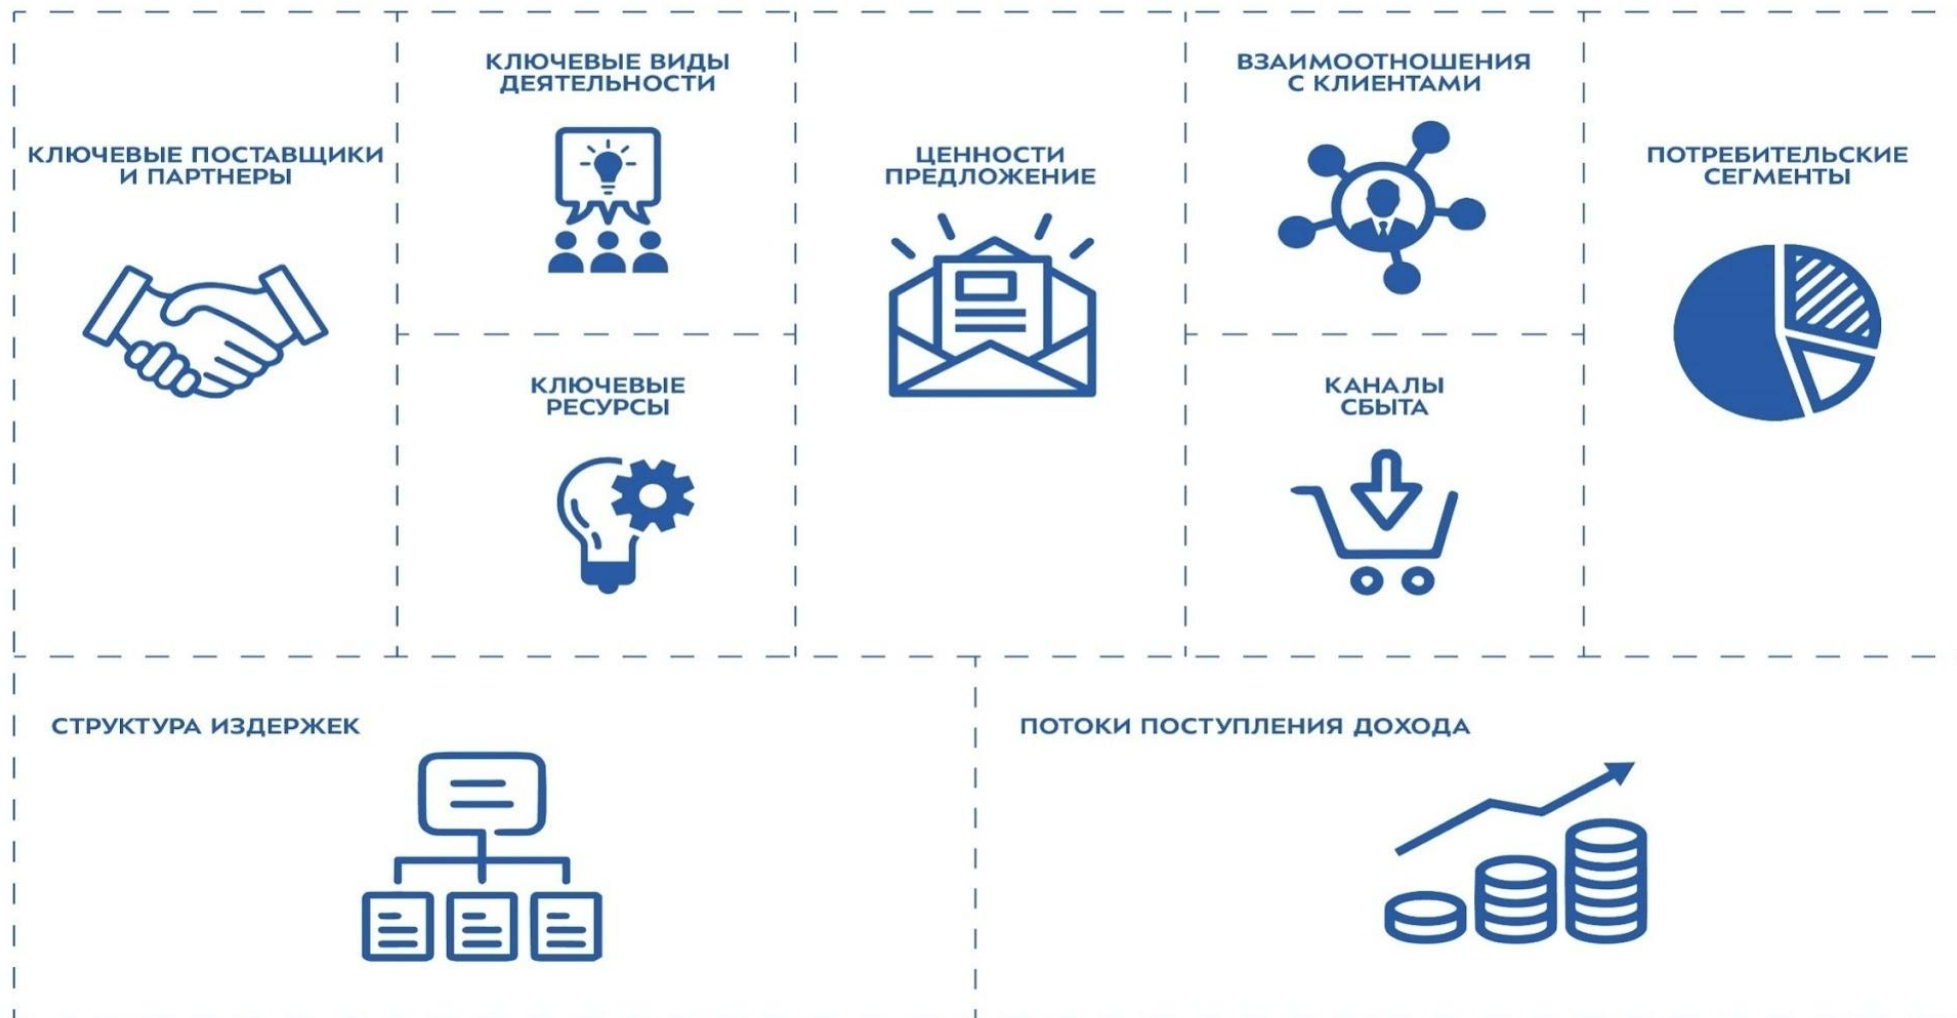 КЛЮЧЕВЫЕ ПОСТАВЩИКИ
И ПАРТНЕРЫ
КЛЮЧЕВЫЕ ВИДЫ
ДЕЯТЕЛЬНОСТИ
КЛЮЧЕВЫЕ
РЕСУРСЫ
ЦЕННОСТИ
ПРЕДЛОЖЕНИЕ
ВЗАИМООТНОШЕНИЯ
С КЛИЕНТАМИ
КАНАЛЫ
СБЫТА
ПОТРЕБИТЕЛЬСКИЕ
СЕГМЕНТЫ
СТРУКТУРА ИЗДЕРЖЕК
ПОТОКИ ПОСТУПЛЕНИЯ ДОХОДА